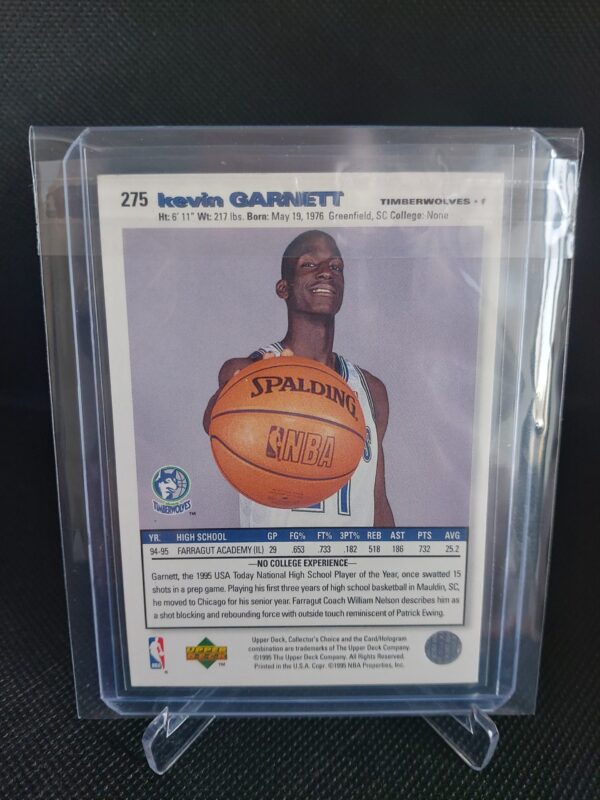 275 kevin GARNETT TIMBERWOLVES • F
Ht: 6' 11" Wt: 217 lbs. Born: May 19, 1976 Greenfield, SC College: None
SPALDING
NBA
21
TIMBERWOLVES
TM
YR. HIGH SCHOOL GP FG% FT% 3PT% REB AST PTS AVG
94-95 FARRAGUT ACADEMY (IL) 29 .653 .733 .182 518 186 732 25.2
—NO COLLEGE EXPERIENCE—
Garnett, the 1995 USA Today National High School Player of the Year, once swatted 15
shots in a prep game. Playing his first three years of high school basketball in Mauldin, SC,
he moved to Chicago for his senior year. Farragut Coach William Nelson describes him as
a shot blocking and rebounding force with outside touch reminiscent of Patrick Ewing.
NBA ®
UPPER DECK TM
Upper Deck, Collector's Choice and the Card/Hologram
combination are trademarks of The Upper Deck Company.
©1995 The Upper Deck Company. All Rights Reserved.
Printed in the U.S.A. Copr. ©1995 NBA Properties, Inc.